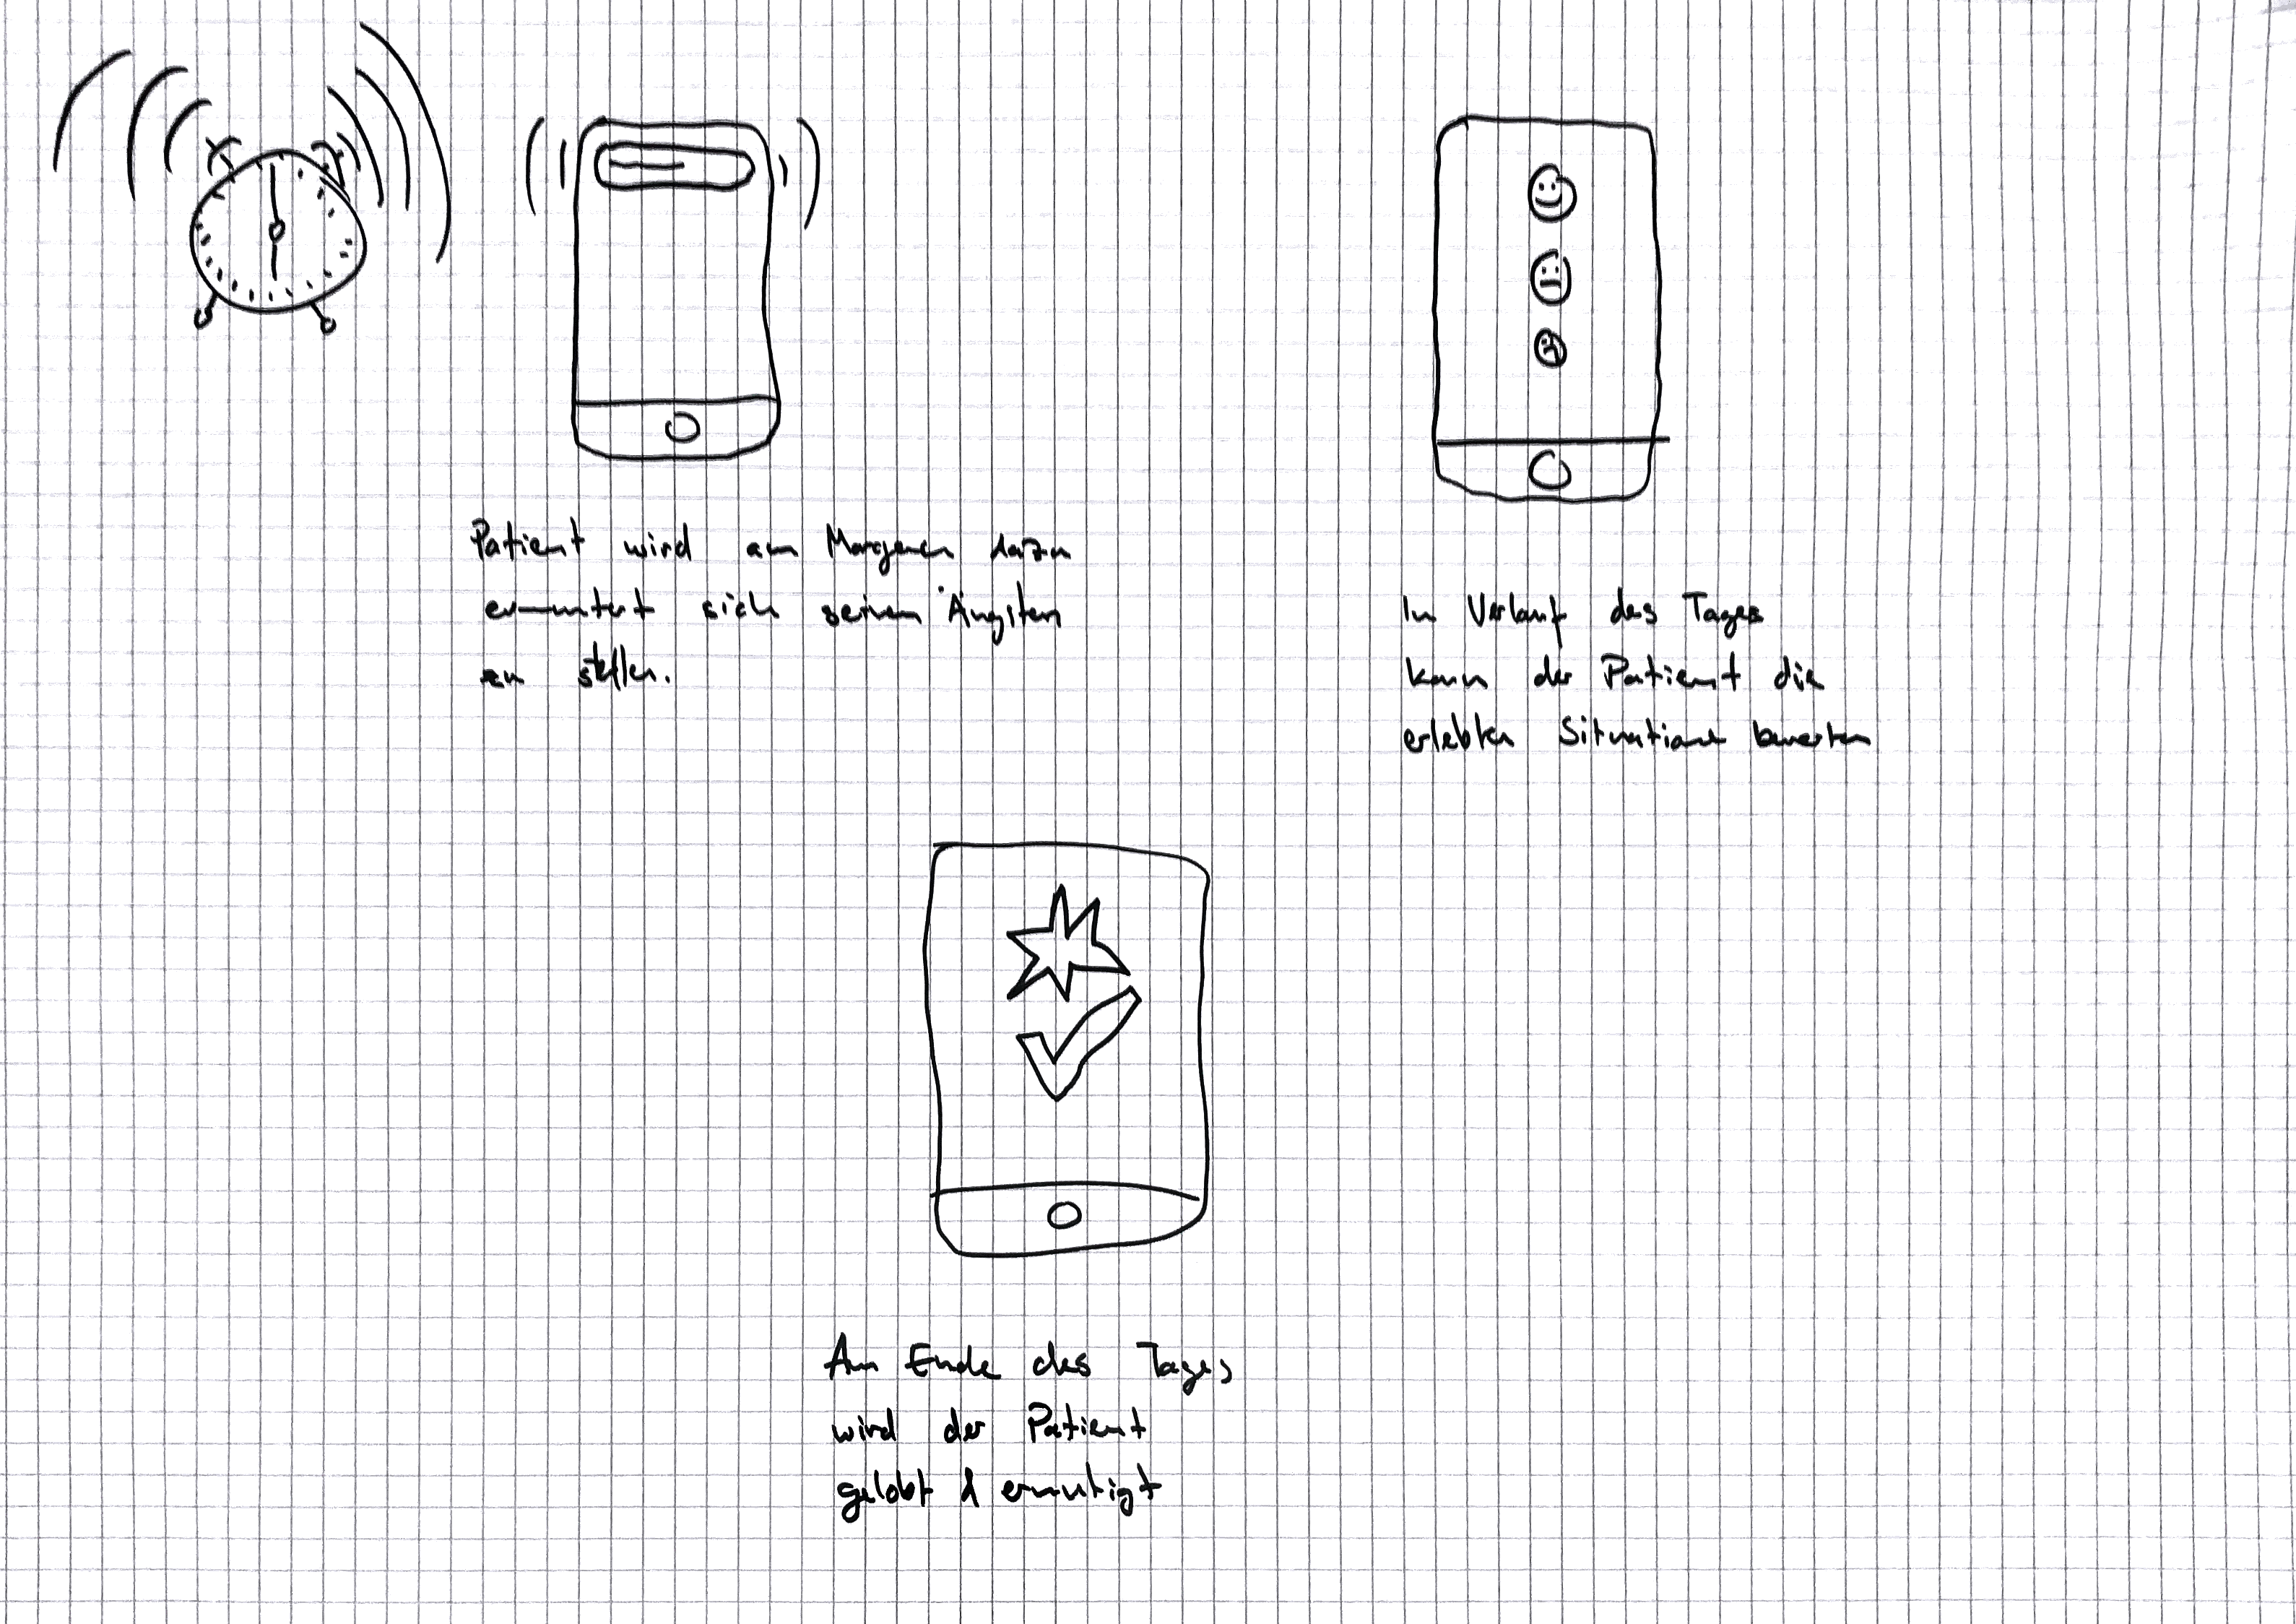 Patient wird am Morgen dazu
ermuntert sich seinen Ängsten
zu stellen.
In Verlauf des Tages
kann der Patient die
erlebten Situationen bewerten
Am Ende des Tages
wird der Patient
gelobt & ermutigt